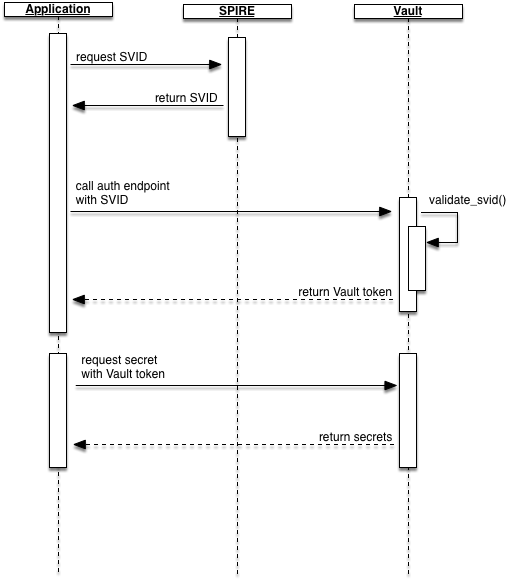 Application
SPIRE
Vault
request SVID
return SVID
call auth endpoint
with SVID
validate_svid()
return Vault token
request secret
with Vault token
return secrets